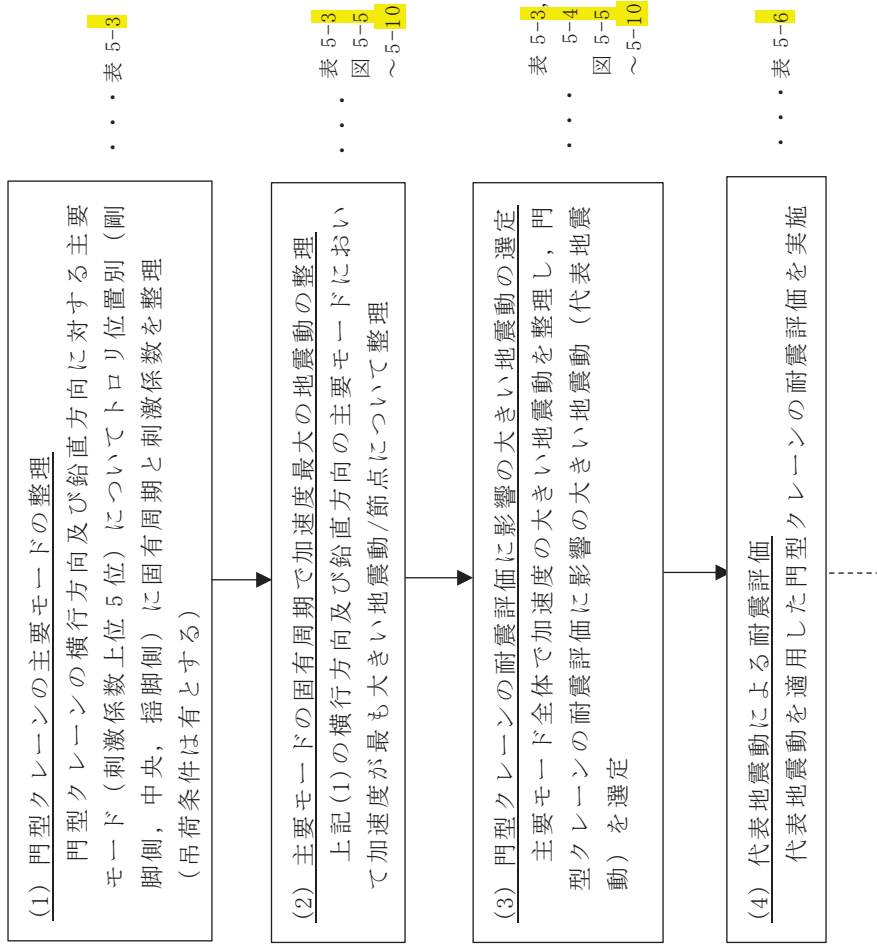 (1) 門型クレーンの主要モードの整理
門型クレーンの横行方向及び鉛直方向に対する主要
モード（刺激係数上位5位）についてトロリ位置別（剛
脚側，中央，揺脚側）に固有周期と刺激係数を整理
（吊荷条件は有とする）
・・・表 5-3
(2) 主要モードの固有周期で加速度最大の地震動の整理
上記(1)の横行方向及び鉛直方向の主要モードにおい
て加速度が最も大きい地震動/節点について整理
・・・
表 5-3
図 5-5
～5-10
(3) 門型クレーンの耐震評価に影響の大きい地震動の選定
主要モード全体で加速度の大きい地震動を整理し，門
型クレーンの耐震評価に影響の大きい地震動（代表地震
動）を選定
・・・
表 5-3,
5-4
図 5-5
～5-10
(4) 代表地震動による耐震評価
代表地震動を適用した門型クレーンの耐震評価を実施
・・・ 表 5-6